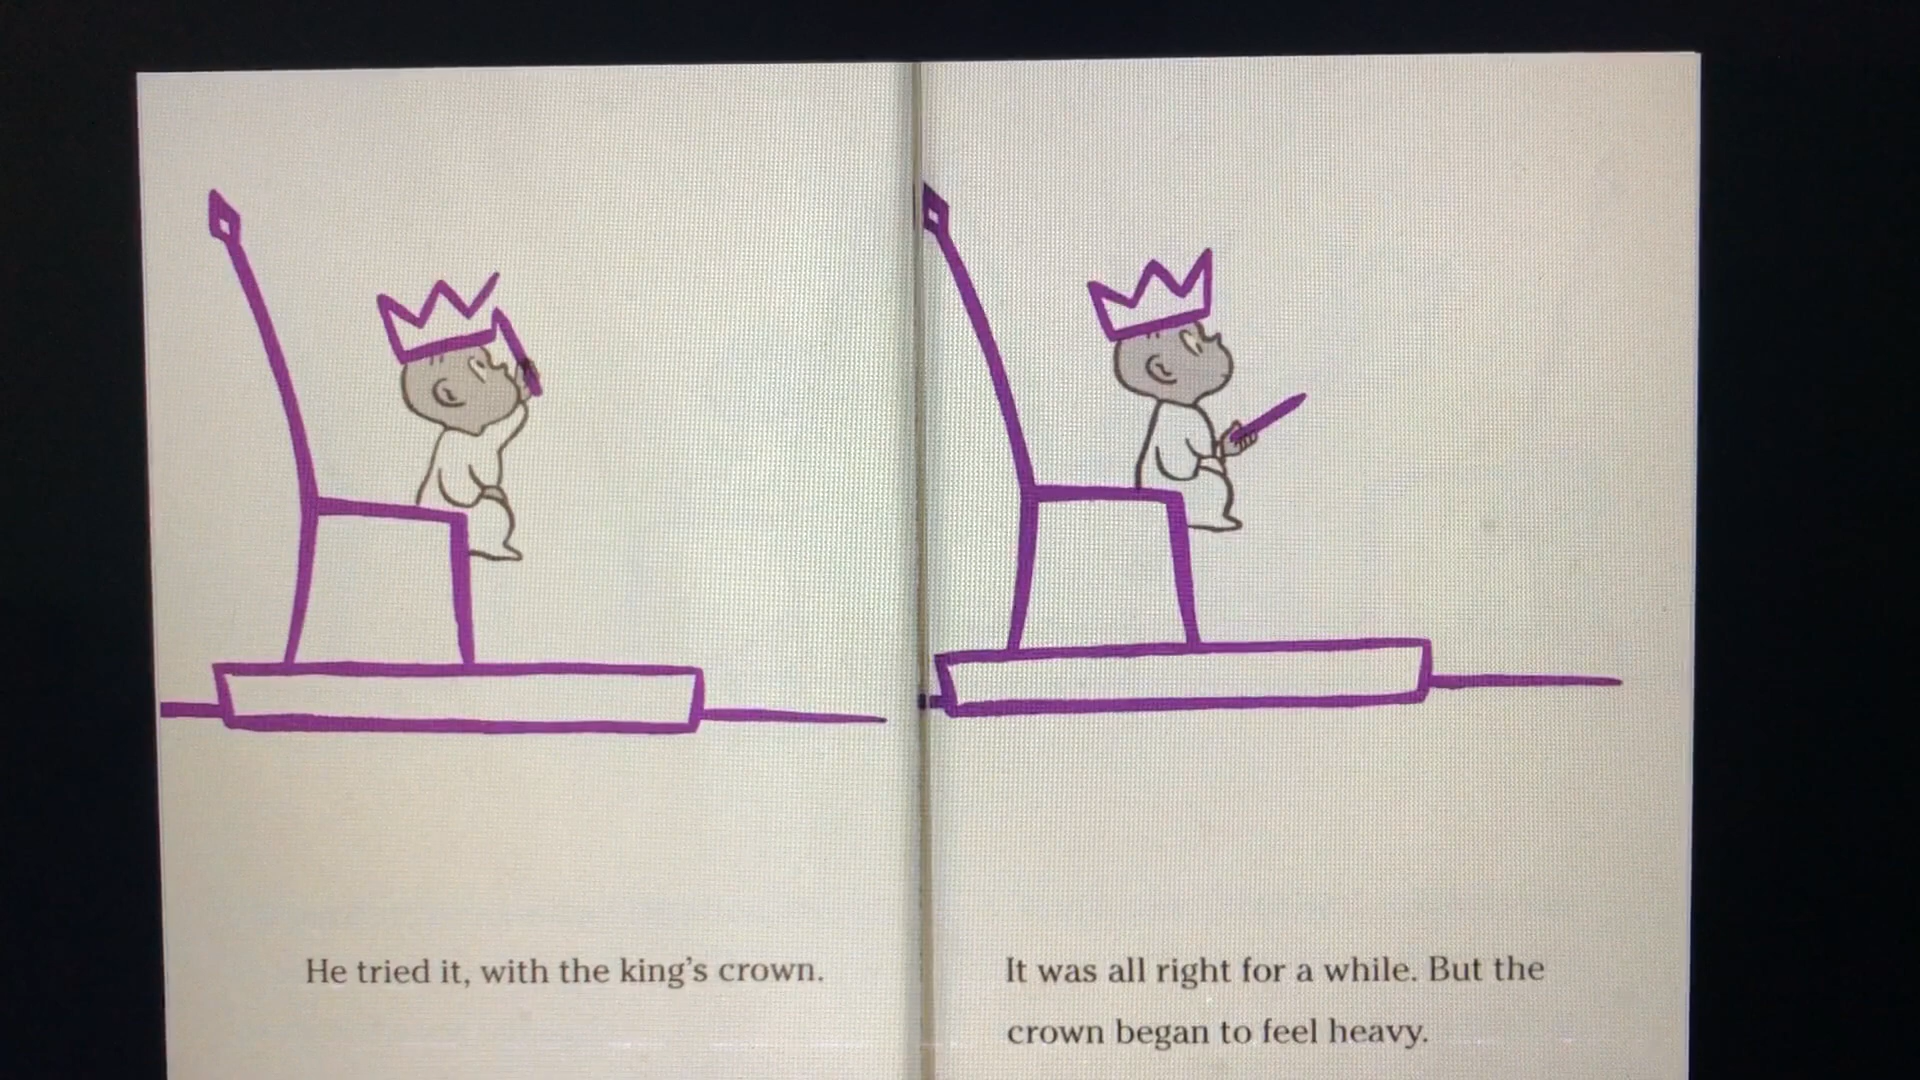 He tried it, with the king's crown.
It was all right for a while. But the
crown began to feel heavy.